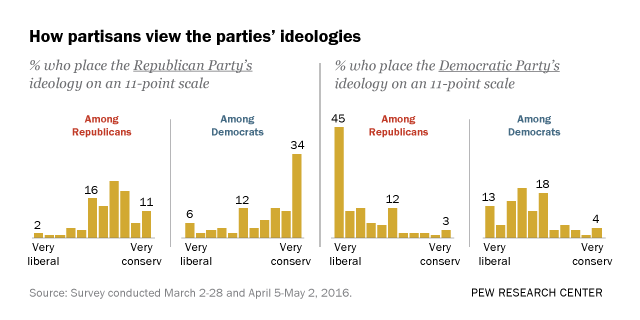 How partisans view the parties' ideologies
% who place the Republican Party's
ideology on an 11-point scale
% who place the Democratic Party's
ideology on an 11-point scale
Among
Republicans
Among
Democrats
Among
Republicans
Among
Democrats
2
16
11
6
12
34
45
12
3
13
18
4
Very
liberal
Very
conserv
Very
liberal
Very
conserv
Very
liberal
Very
conserv
Very
liberal
Very
conserv
Source: Survey conducted March 2-28 and April 5-May 2, 2016.
PEW RESEARCH CENTER